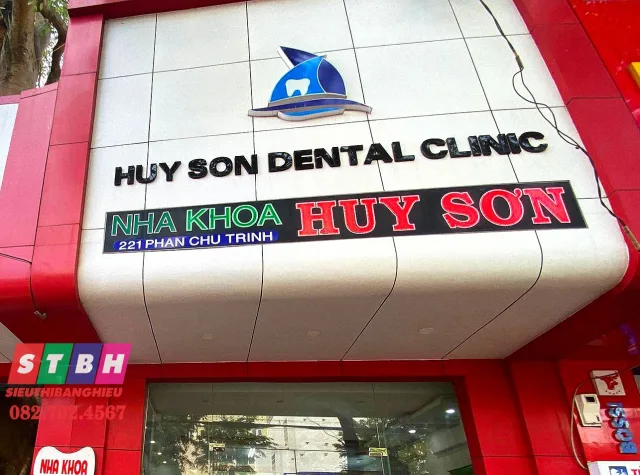 HUY SON DENTAL CLINIC
NHA KHOA HUY SƠN
221 PHAN CHU TRINH
STBH
SIEUTHIBANGHIEU
NHA KHOA